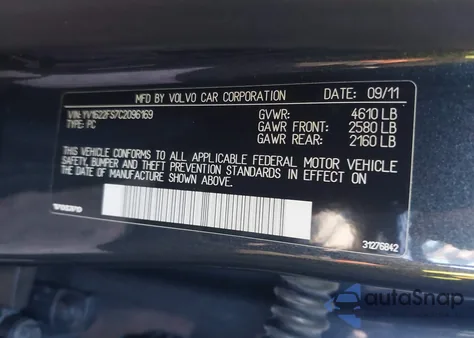 MFD BY VOLVO CAR CORPORATION DATE: 09/11
VIN: YV1622FS7C2096169 GVWR: 4610 LB
TYPE: PC GAWR FRONT: 2580 LB
GAWR REAR: 2160 LB
THIS VEHICLE CONFORMS TO ALL APPLICABLE FEDERAL MOTOR VEHICLE
SAFETY, BUMPER AND THEFT PREVENTION STANDARDS IN EFFECT ON
THE DATE OF MANUFACTURE SHOWN ABOVE.
VOLVO 31276842
autaSnap